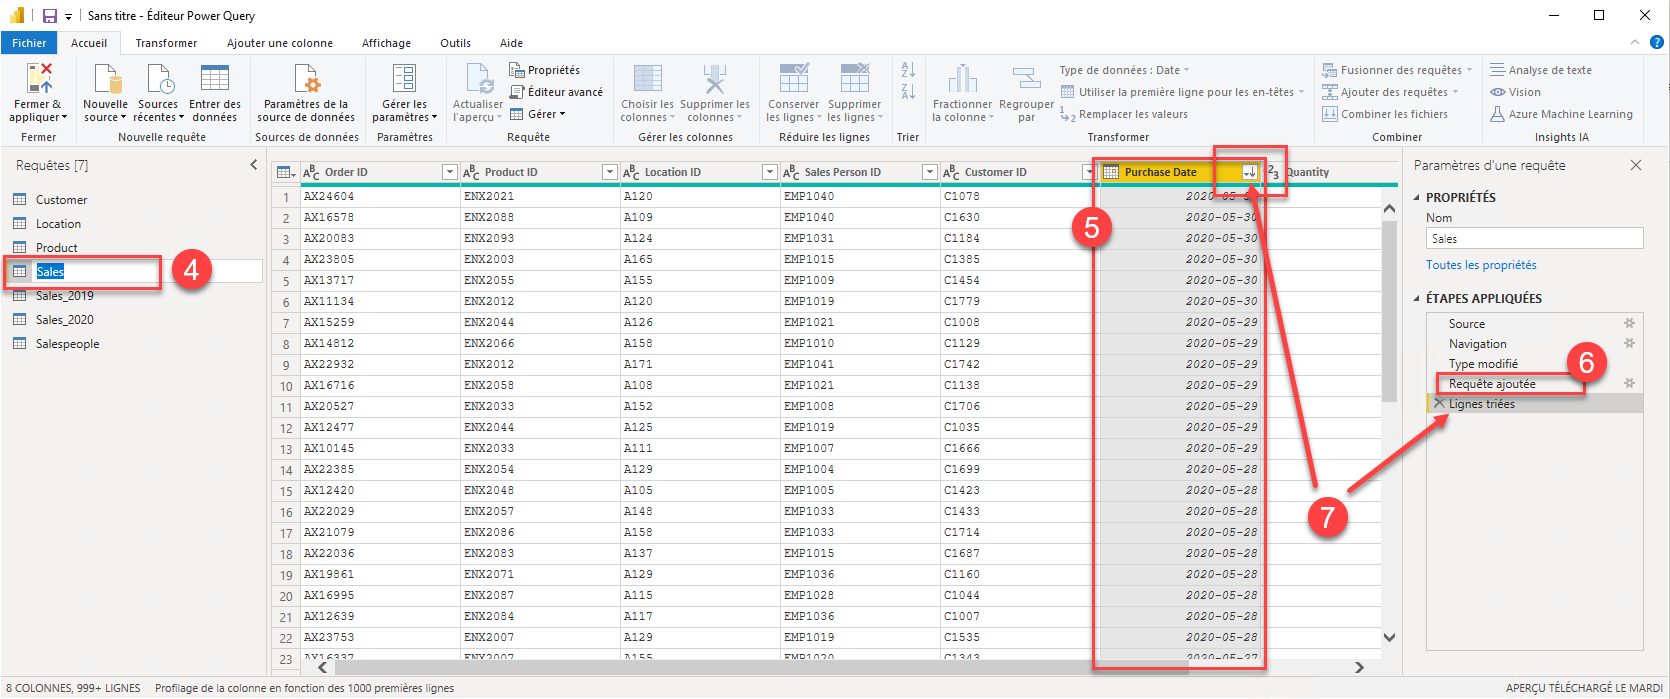 Sans titre - Éditeur Power Query
Fichier Accueil Transformer Ajouter une colonne Affichage Outils Aide
Fermer & appliquer
Fermer
Nouvelle source
Sources récentes
Entrer des données
Nouvelle requête
Paramètres de la source de données
Sources de données
Gérer les paramètres
Paramètres
Actualiser l'aperçu
Propriétés
Éditeur avancé
Gérer
Requête
Choisir les colonnes
Supprimer les colonnes
Gérer les colonnes
Conserver les lignes
Supprimer les lignes
Réduire les lignes
Trier
Fractionner la colonne
Regrouper par
Type de données : Date
Utiliser la première ligne pour les en-têtes
Remplacer les valeurs
Transformer
Fusionner des requêtes
Ajouter des requêtes
Combiner les fichiers
Combiner
Analyse de texte
Vision
Azure Machine Learning
Insights IA
Requêtes [7]
Customer
Location
Product
Sales
Sales_2019
Sales_2020
Salespeople
4
Order ID Product ID Location ID Sales Person ID Customer ID Purchase Date Quantity
1 AX24604 ENX2021 A120 EMP1040 C1078 2020-05-
2 AX16578 ENX2088 A109 EMP1040 C1630 2020-05-30
3 AX20083 ENX2093 A124 EMP1031 C1184 2020-05-30
4 AX23805 ENX2003 A165 EMP1015 C1385 2020-05-30
5 AX13717 ENX2055 A155 EMP1009 C1454 2020-05-30
6 AX11134 ENX2012 A120 EMP1019 C1779 2020-05-30
7 AX15259 ENX2044 A126 EMP1021 C1008 2020-05-29
8 AX14812 ENX2066 A158 EMP1010 C1129 2020-05-29
9 AX22932 ENX2012 A171 EMP1041 C1742 2020-05-29
10 AX16716 ENX2058 A108 EMP1021 C1138 2020-05-29
11 AX20527 ENX2033 A152 EMP1008 C1706 2020-05-29
12 AX12477 ENX2044 A125 EMP1019 C1035 2020-05-29
13 AX10145 ENX2033 A111 EMP1007 C1666 2020-05-29
14 AX22385 ENX2054 A129 EMP1004 C1699 2020-05-28
15 AX12420 ENX2048 A105 EMP1005 C1423 2020-05-28
16 AX22029 ENX2057 A148 EMP1033 C1433 2020-05-28
17 AX21079 ENX2086 A158 EMP1033 C1714 2020-05-28
18 AX22036 ENX2083 A137 EMP1015 C1687 2020-05-28
19 AX19861 ENX2071 A129 EMP1036 C1160 2020-05-28
20 AX16995 ENX2087 A115 EMP1028 C1044 2020-05-28
21 AX12639 ENX2084 A117 EMP1036 C1007 2020-05-28
22 AX23753 ENX2007 A129 EMP1019 C1535 2020-05-28
23 AX16337 ENX2007 A155 EMP1020 C1343 2020-05-27
5
Paramètres d'une requête
PROPRIÉTÉS
Nom
Sales
Toutes les propriétés
ÉTAPES APPLIQUÉES
Source
Navigation
Type modifié
Requête ajoutée
Lignes triées
6
7
8 COLONNES, 999+ LIGNES Profilage de la colonne en fonction des 1000 premières lignes
APERÇU TÉLÉCHARGÉ LE MARDI